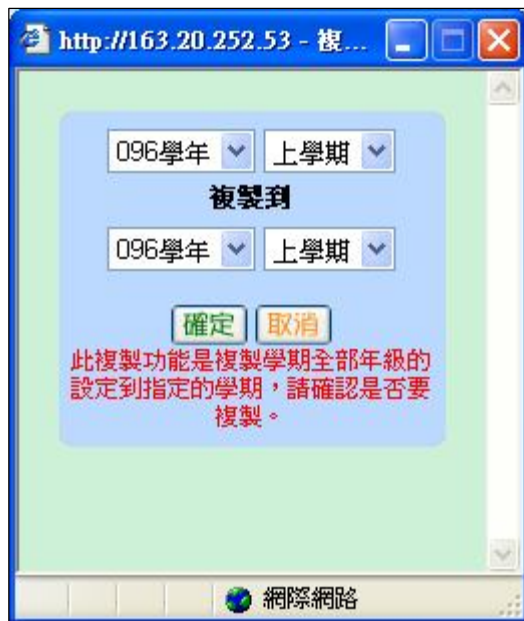 http://163.20.252.53 - 複...
096學年 上學期
複製到
096學年 上學期
確定 取消
此複製功能是複製學期全部年級的
設定到指定的學期，請確認是否要
複製。
網際網路